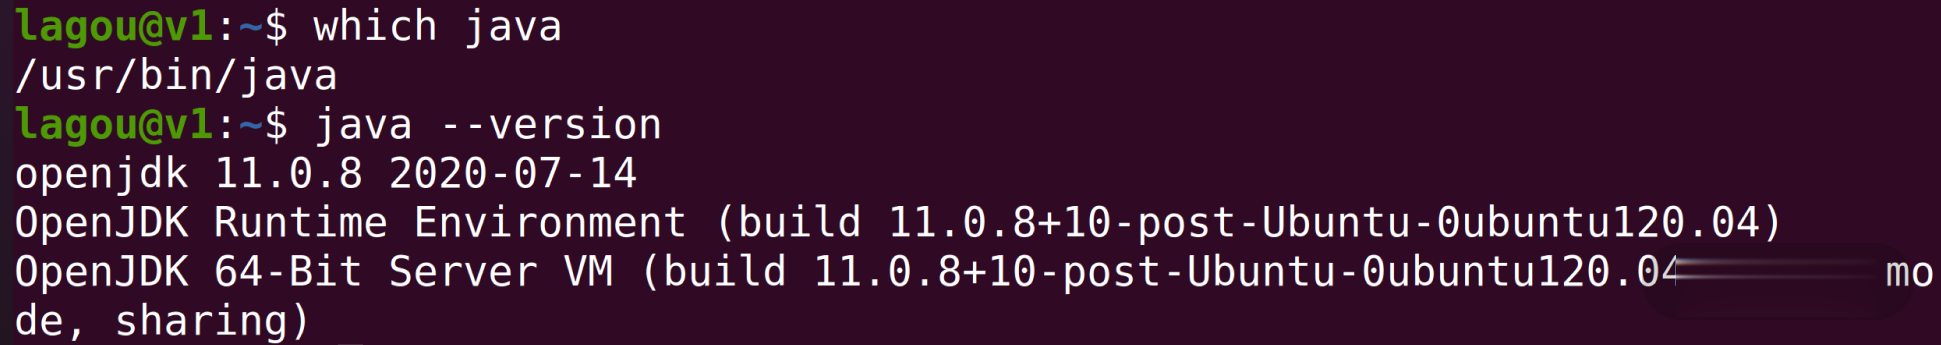 lagou@v1:~$ which java
/usr/bin/java
lagou@v1:~$ java --version
openjdk 11.0.8 2020-07-14
OpenJDK Runtime Environment (build 11.0.8+10-post-Ubuntu-0ubuntu120.04)
OpenJDK 64-Bit Server VM (build 11.0.8+10-post-Ubuntu-0ubuntu120.04 mo
de, sharing)